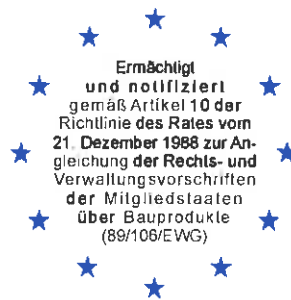 Ermächtigt
und notifiziert
gemäß Artikel 10 der
Richtlinie des Rates vom
21. Dezember 1988 zur An-
gleichung der Rechts- und
Verwaltungsvorschriften
der Mitgliedstaaten
über Bauprodukte
(89/106/EWG)